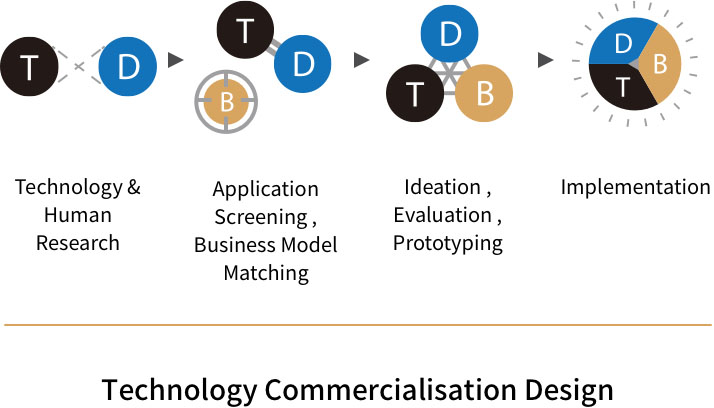 T D
T D B
D T B
D B T
Technology &
Human
Research
Application
Screening ,
Business Model
Matching
Ideation ,
Evaluation ,
Prototyping
Implementation
Technology Commercialisation Design